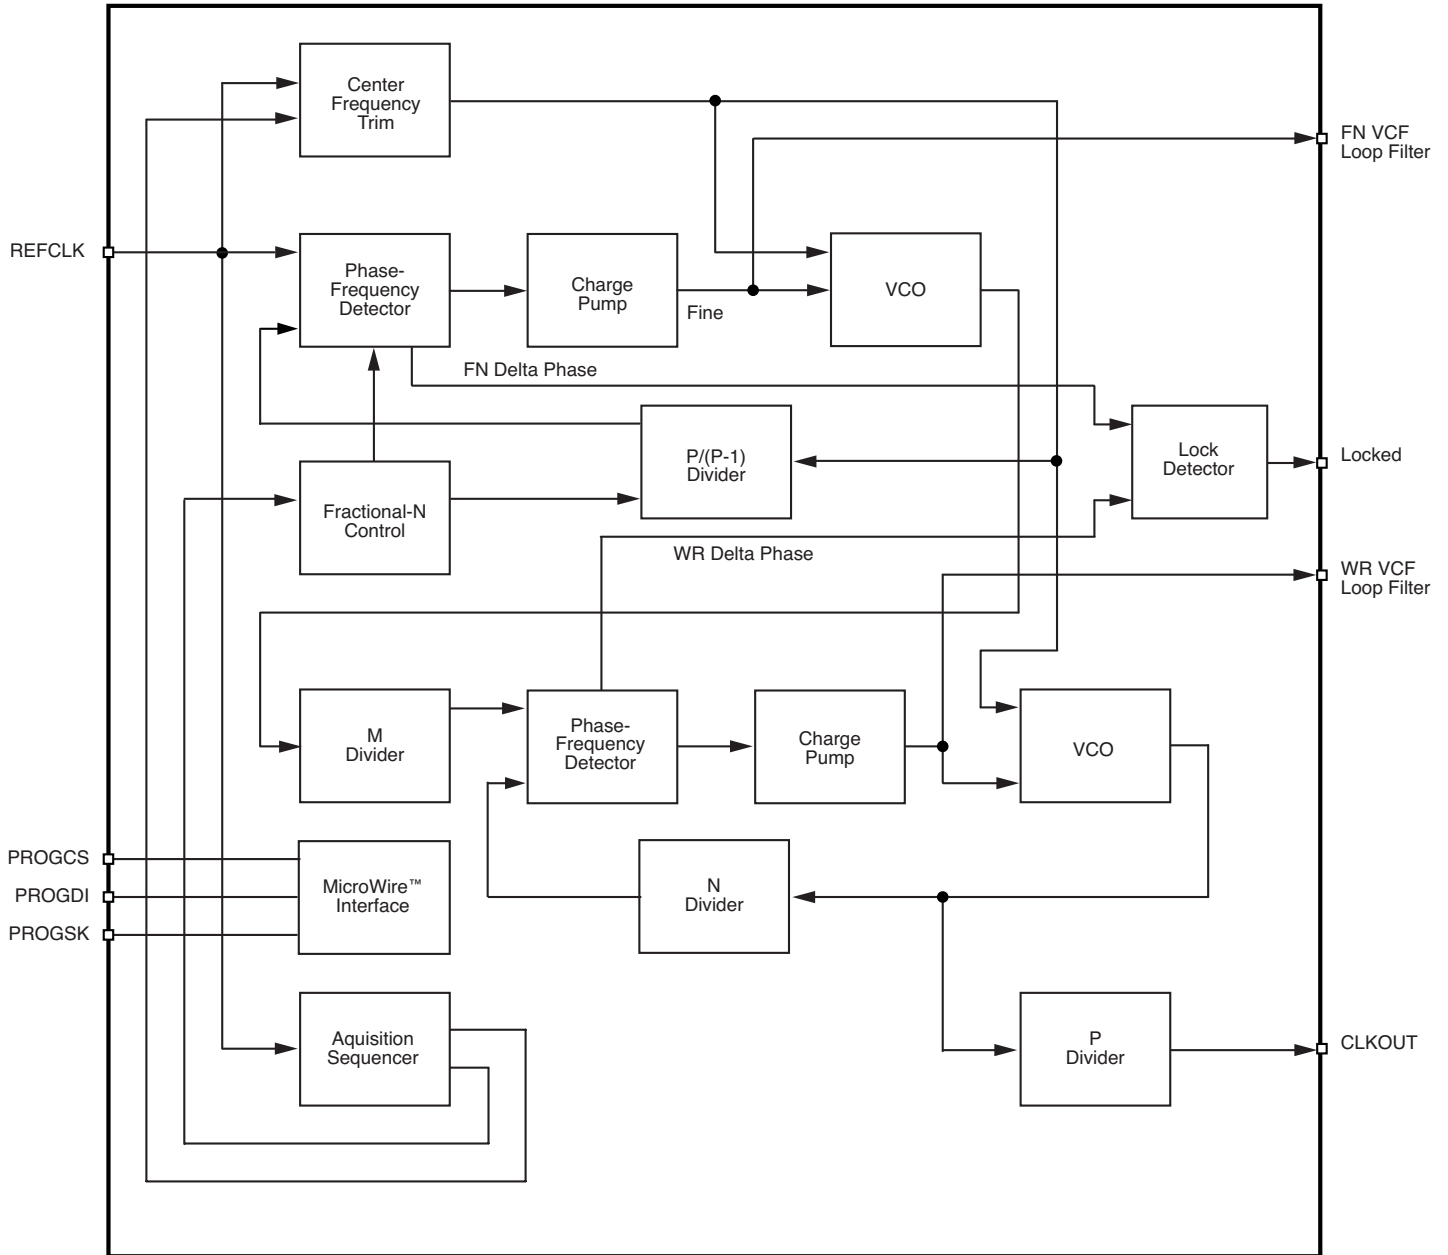 Center
Frequency
Trim
FN VCF
Loop Filter
REFCLK
Phase-
Frequency
Detector
Charge
Pump
Fine
VCO
FN Delta Phase
P/(P-1)
Divider
Lock
Detector
Locked
Fractional-N
Control
WR Delta Phase
WR VCF
Loop Filter
M
Divider
Phase-
Frequency
Detector
Charge
Pump
VCO
PROGCS
PROGDI
PROGSK
MicroWire™
Interface
N
Divider
Aquisition
Sequencer
P
Divider
CLKOUT